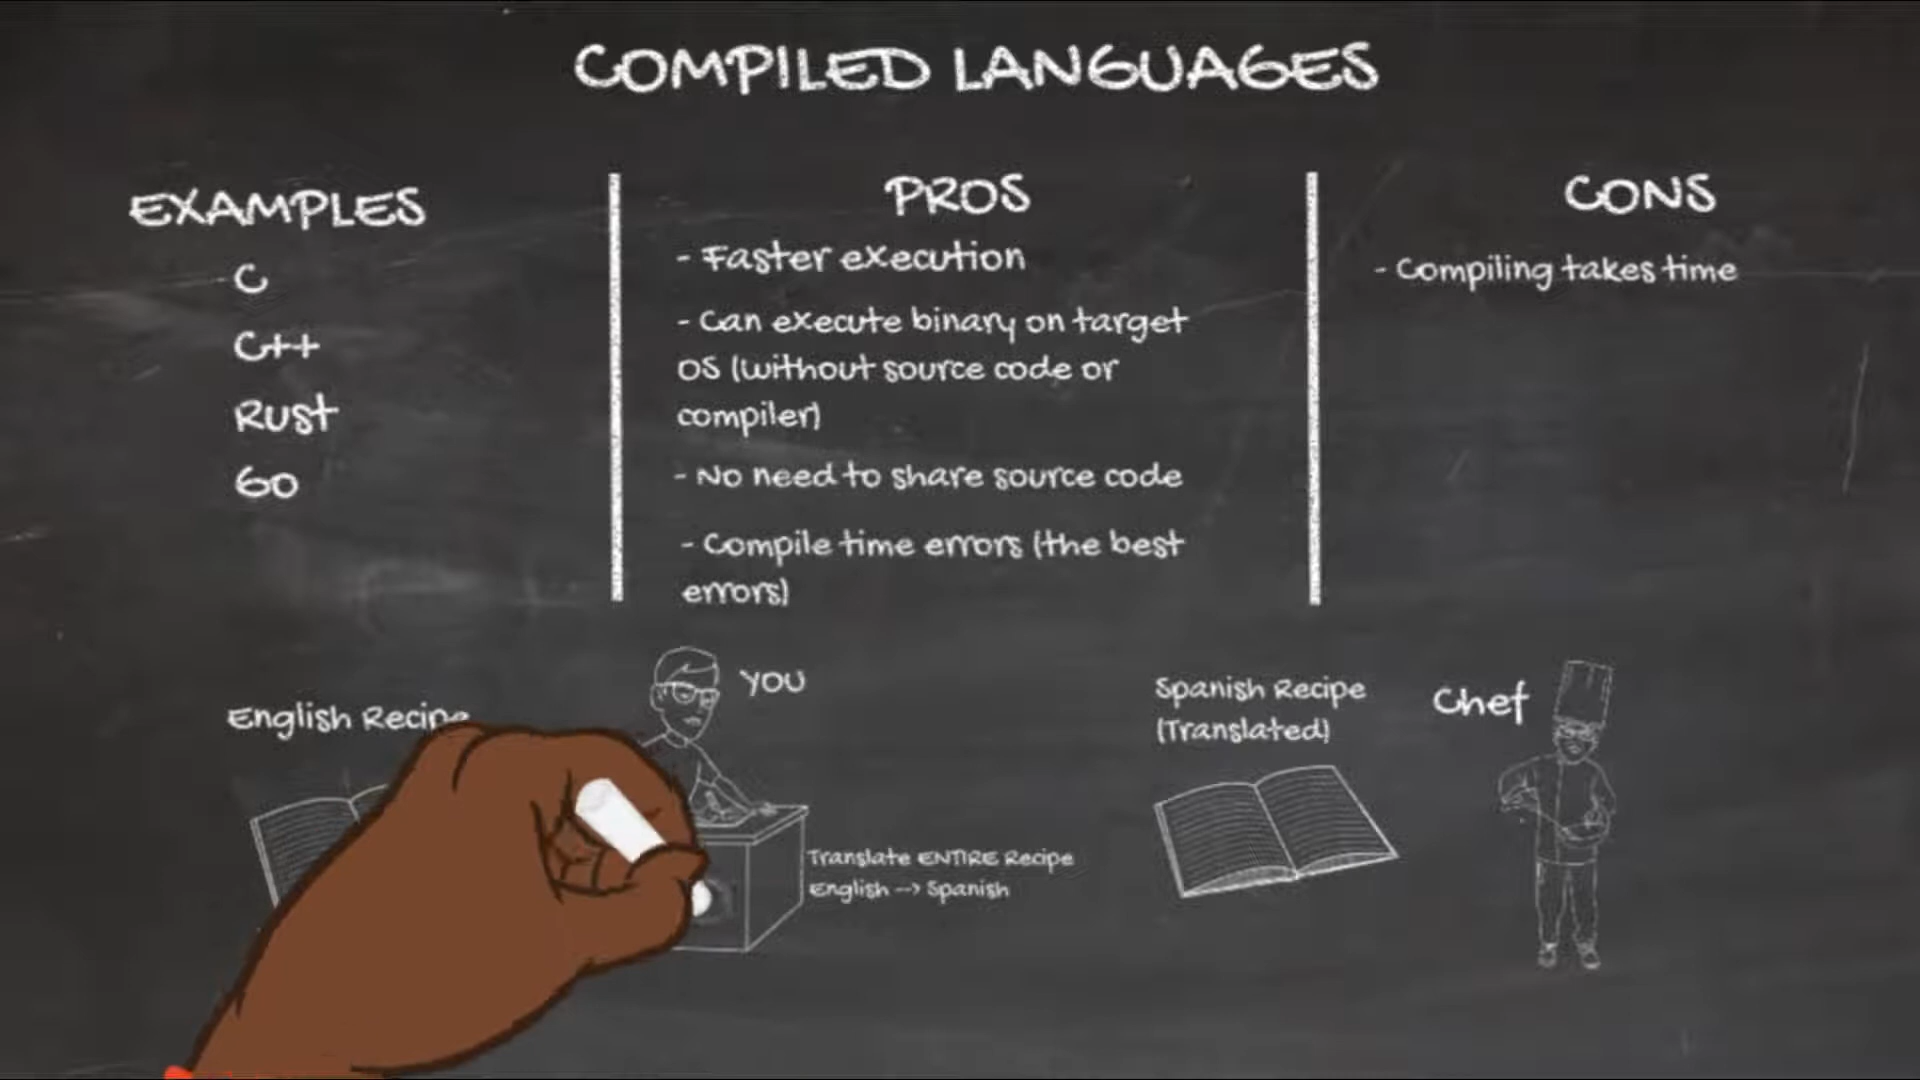 COMPILED LANGUAGES
EXAMPLES
C
C++
Rust
GO
PROS
- Faster execution
- Can execute binary on target
OS (without source code or
compiler)
- No need to share source code
- Compile time errors (the best
errors)
CONS
- Compiling takes time
English Recipe
YOU
Translate ENTIRE Recipe
English --> Spanish
Spanish Recipe
(Translated)
Chef